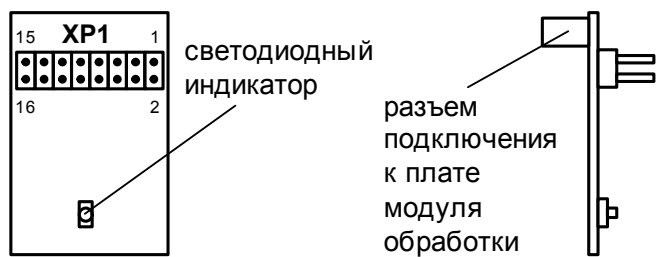 15 XP1 1
16 2
светодиодный
индикатор
разъем
подключения
к плате
модуля
обработки